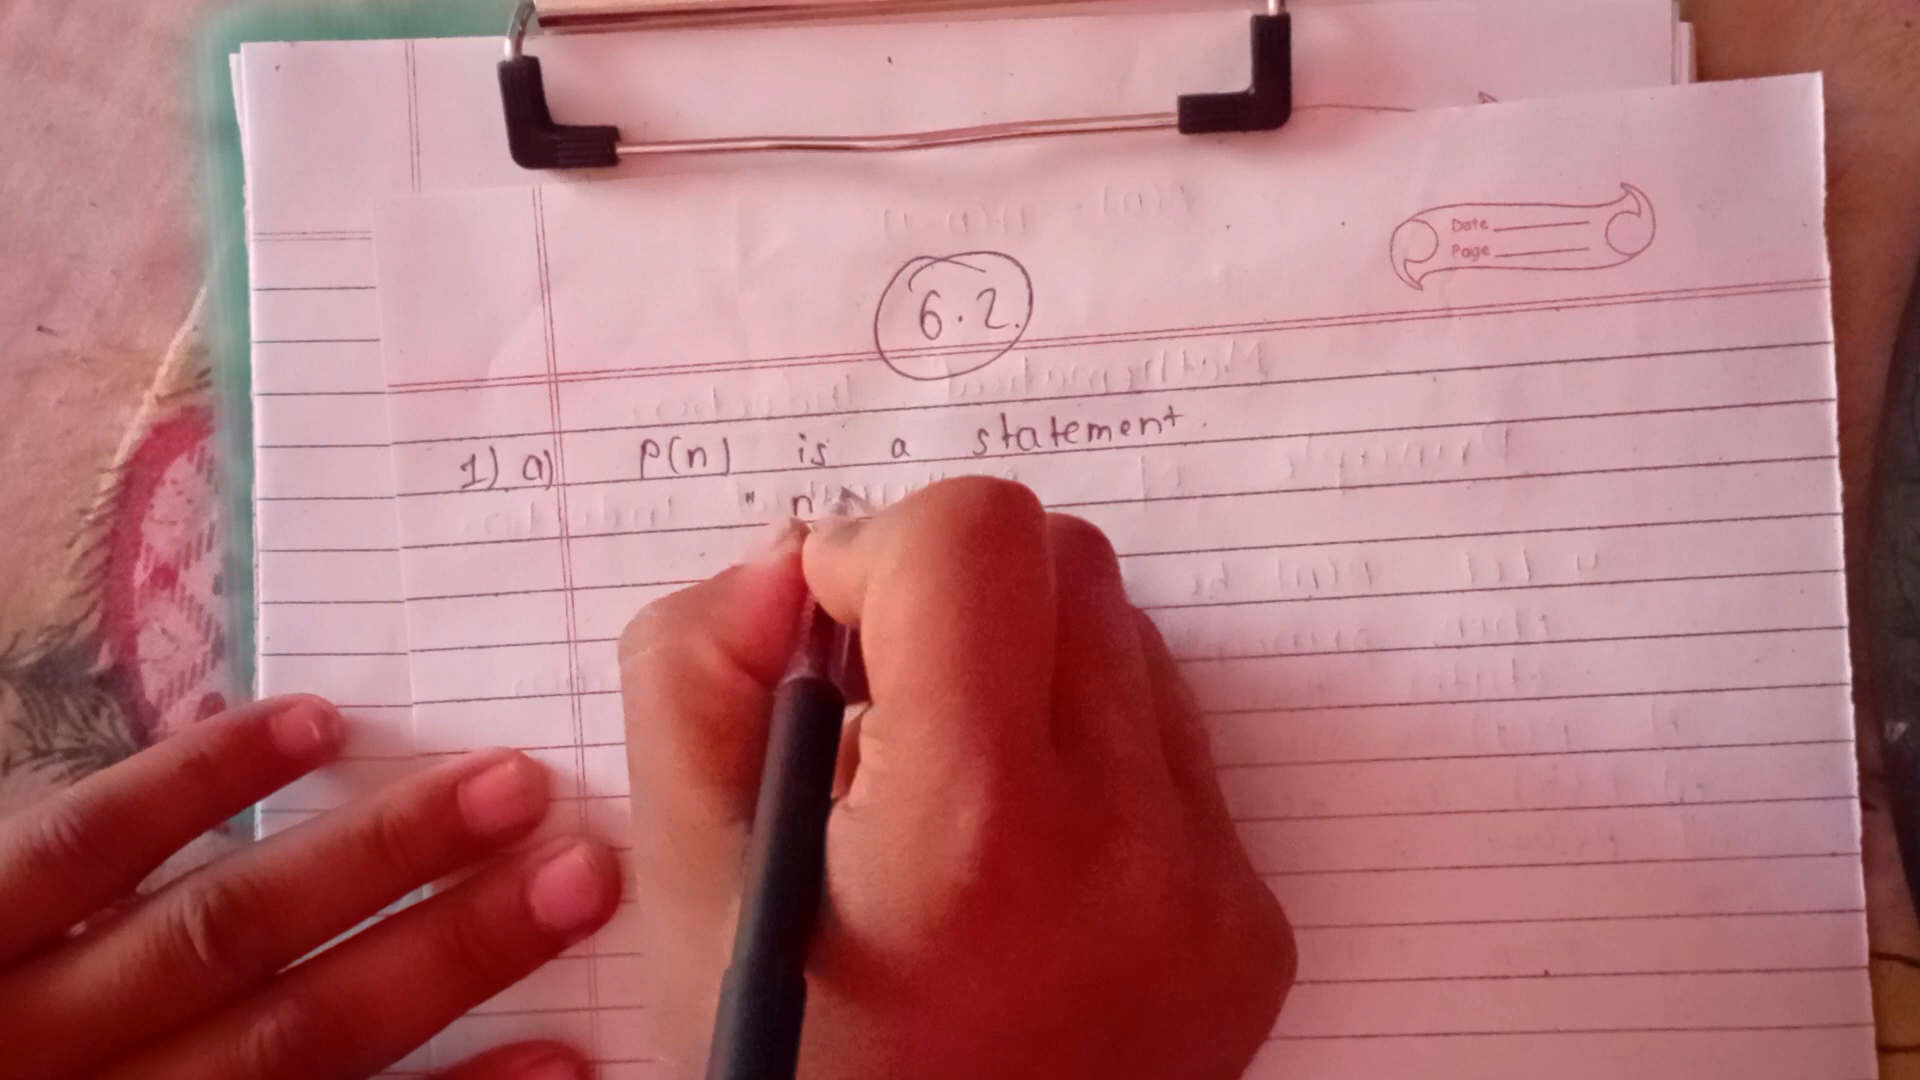 Date
Page
6.2.
1) a) P(n) is a statement.
" n